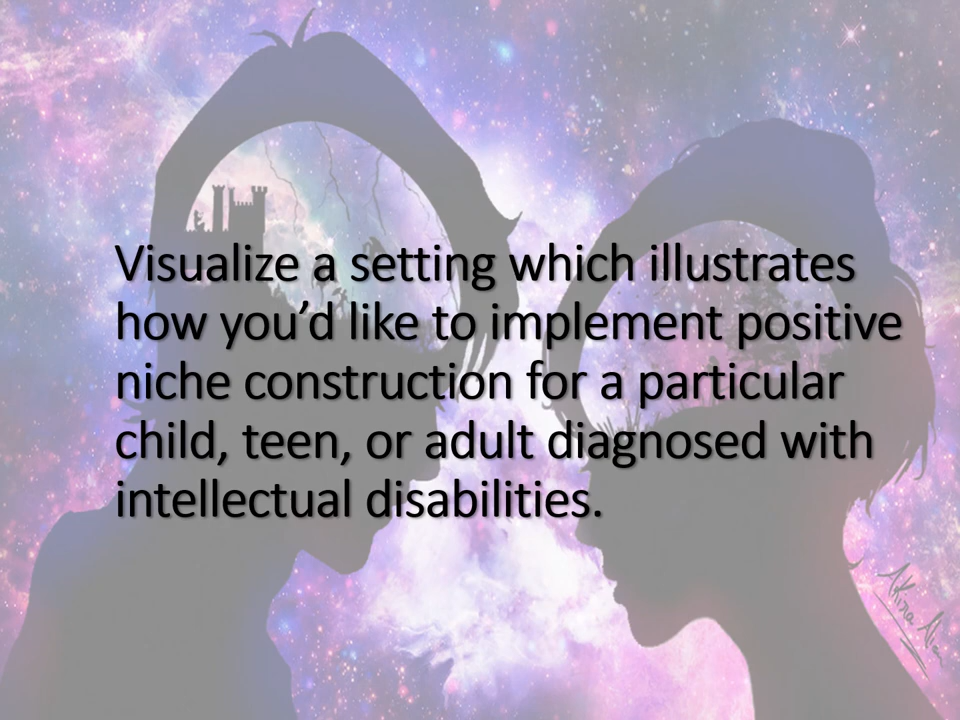 Visualize a setting which illustrates
how you’d like to implement positive
niche construction for a particular
child, teen, or adult diagnosed with
intellectual disabilities.